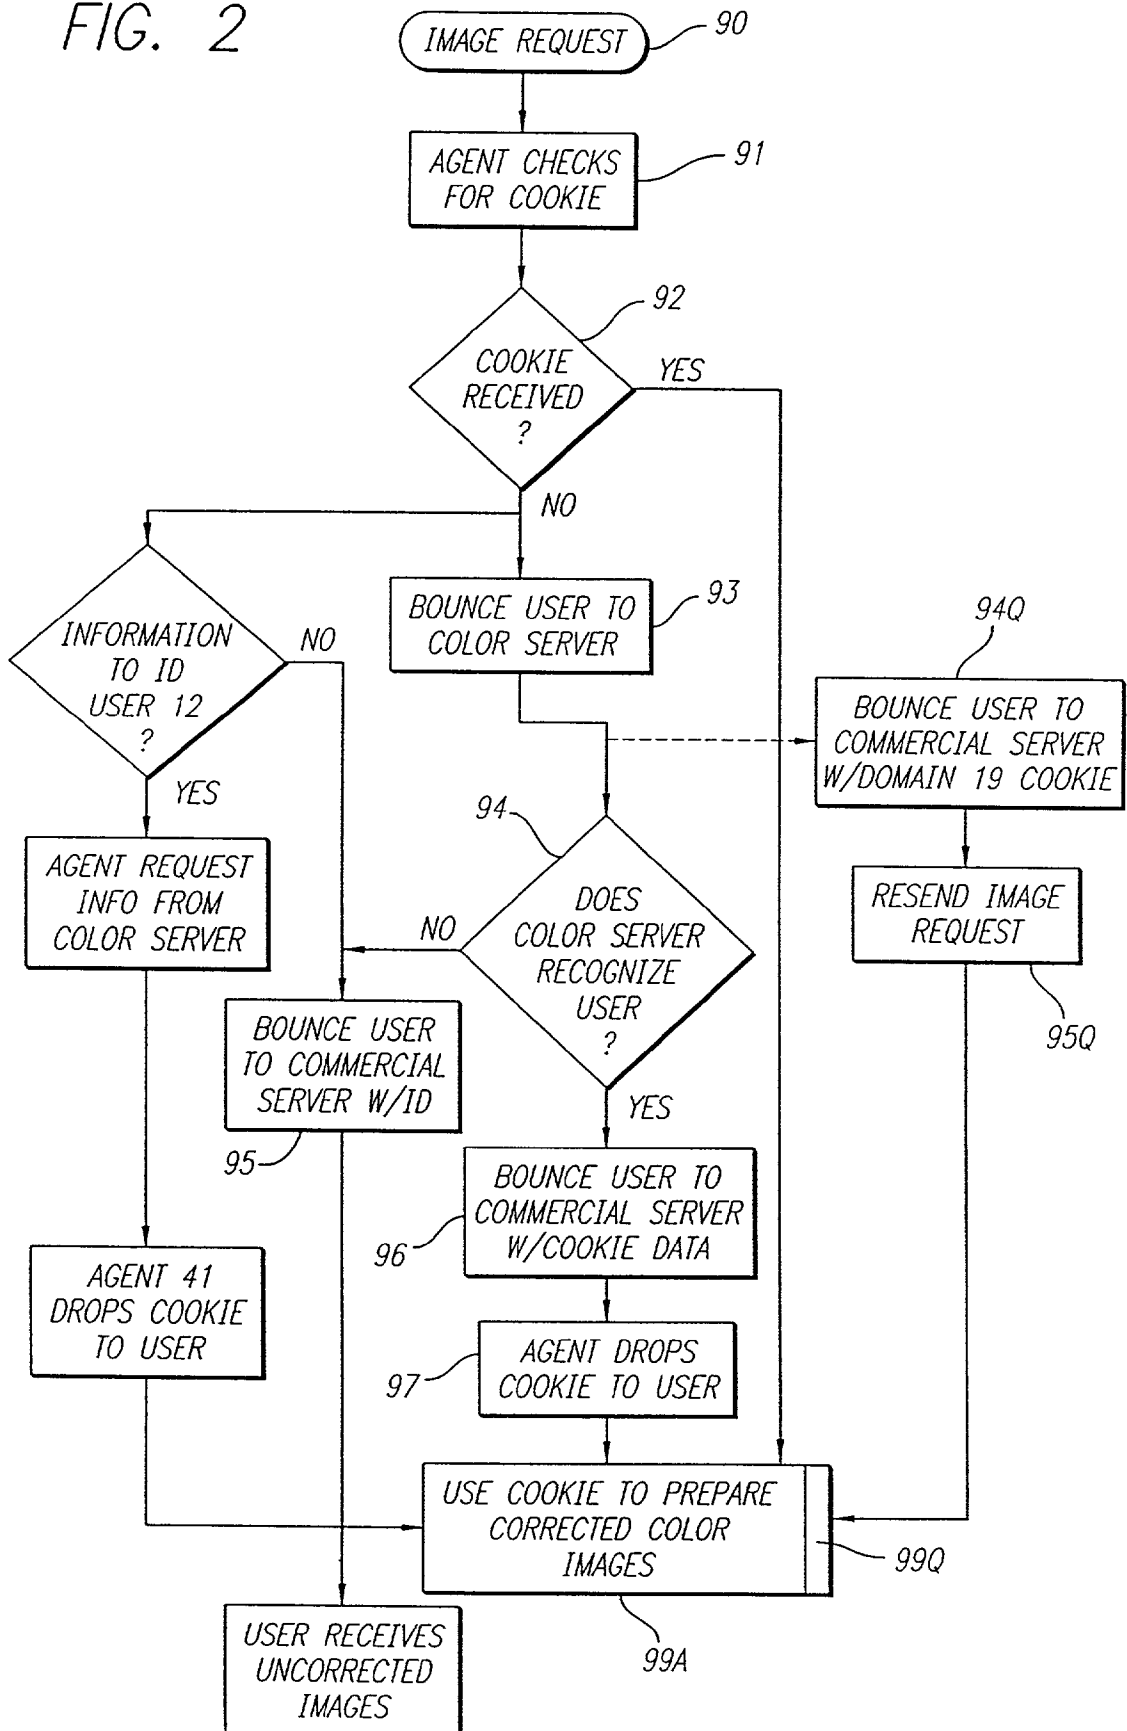 FIG. 2
IMAGE REQUEST
90
AGENT CHECKS
FOR COOKIE
91
92
COOKIE
RECEIVED
?
YES
NO
BOUNCE USER TO
COLOR SERVER
93
INFORMATION
TO ID
USER 12
?
NO
YES
94Q
BOUNCE USER TO
COMMERCIAL SERVER
W/DOMAIN 19 COOKIE
94
DOES
COLOR SERVER
RECOGNIZE
USER
?
NO
YES
AGENT REQUEST
INFO FROM
COLOR SERVER
RESEND IMAGE
REQUEST
95Q
BOUNCE USER
TO COMMERCIAL
SERVER W/ID
95
BOUNCE USER TO
COMMERCIAL SERVER
W/COOKIE DATA
96
AGENT 41
DROPS COOKIE
TO USER
AGENT DROPS
COOKIE TO USER
97
USE COOKIE TO PREPARE
CORRECTED COLOR
IMAGES
99Q
99A
USER RECEIVES
UNCORRECTED
IMAGES